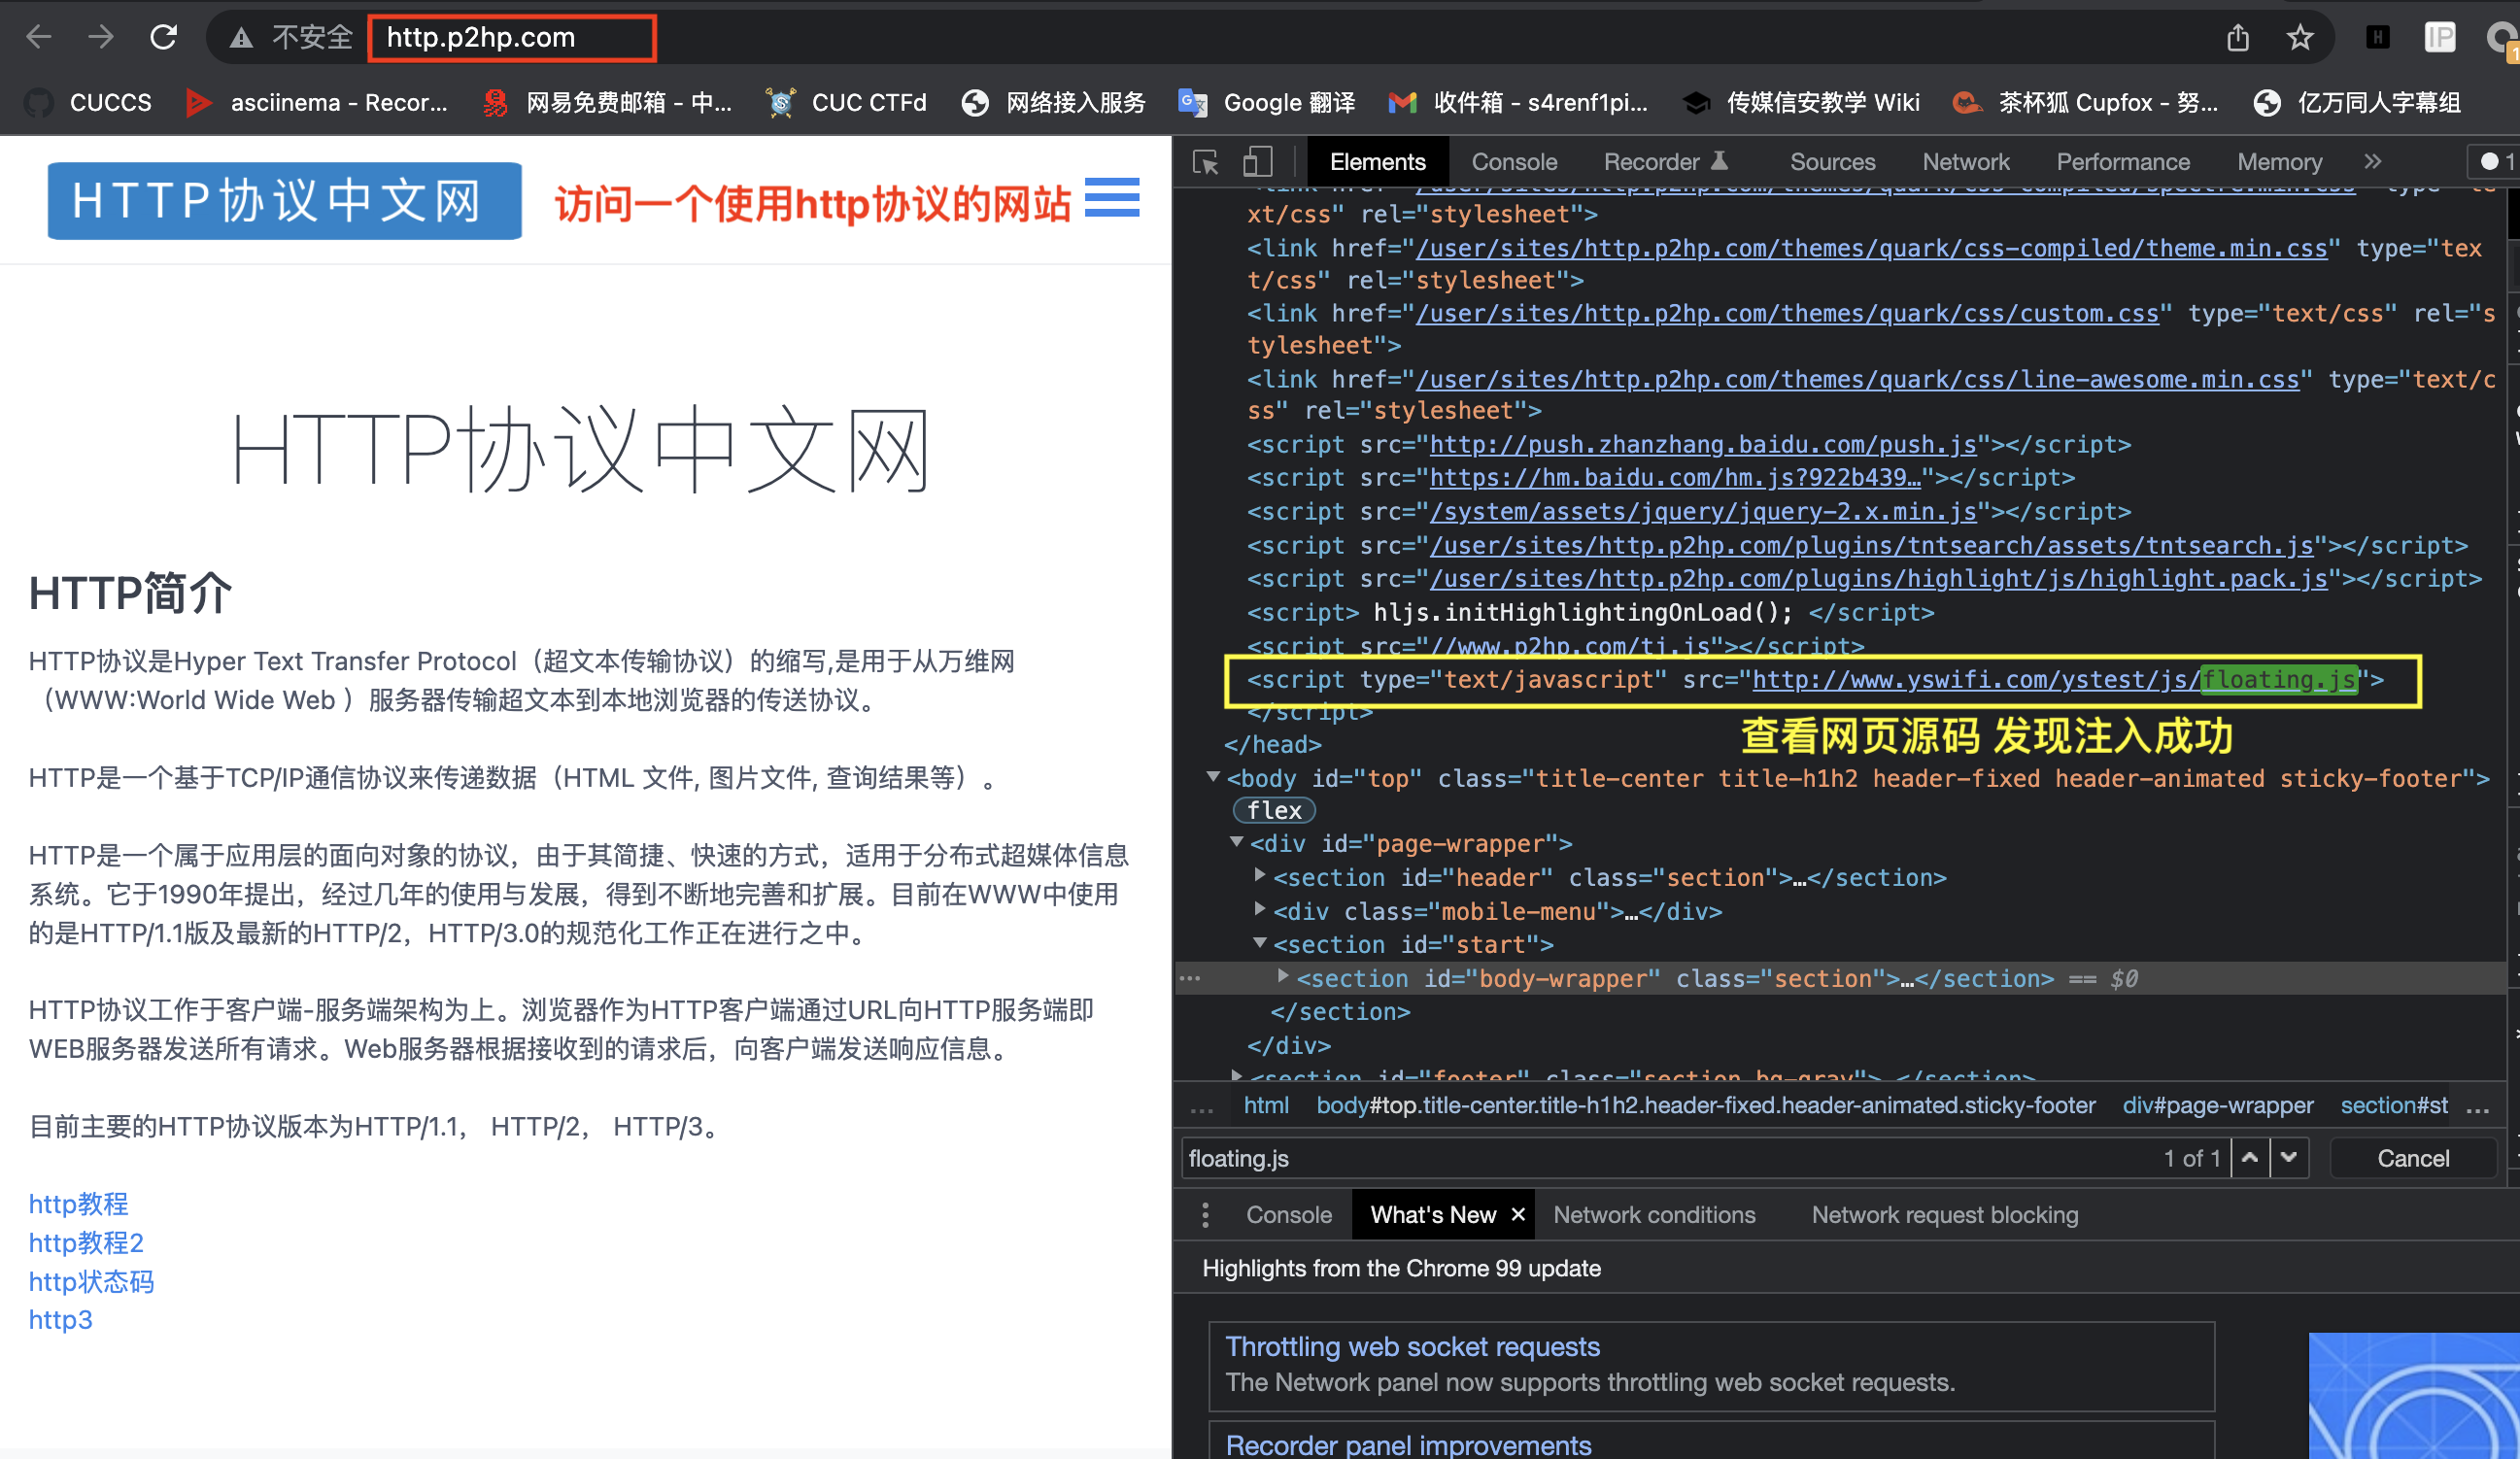 不安全 http.p2hp.com
CUCCS asciinema - Recor... 网易免费邮箱 - 中... CUC CTFd 网络接入服务 Google 翻译 收件箱 - s4renf1pi... 传媒信安教学 Wiki 茶杯狐 Cupfox - 努... 亿万同人字幕组
HTTP协议中文网 访问一个使用http协议的网站
HTTP协议中文网
HTTP简介
HTTP协议是Hyper Text Transfer Protocol（超文本传输协议）的缩写,是用于从万维网
（WWW:World Wide Web ）服务器传输超文本到本地浏览器的传送协议。
HTTP是一个基于TCP/IP通信协议来传递数据（HTML 文件, 图片文件, 查询结果等）。
HTTP是一个属于应用层的面向对象的协议，由于其简捷、快速的方式，适用于分布式超媒体信息
系统。它于1990年提出，经过几年的使用与发展，得到不断地完善和扩展。目前在WWW中使用
的是HTTP/1.1版及最新的HTTP/2，HTTP/3.0的规范化工作正在进行之中。
HTTP协议工作于客户端-服务端架构为上。浏览器作为HTTP客户端通过URL向HTTP服务端即
WEB服务器发送所有请求。Web服务器根据接收到的请求后，向客户端发送响应信息。
目前主要的HTTP协议版本为HTTP/1.1， HTTP/2， HTTP/3。
http教程
http教程2
http状态码
http3
Elements Console Recorder Sources Network Performance Memory » 1
<link href="/user/sites/http.p2hp.com/themes/quark/css-compiled/spectre.min.css" type="te
xt/css" rel="stylesheet">
<link href="/user/sites/http.p2hp.com/themes/quark/css-compiled/theme.min.css" type="tex
t/css" rel="stylesheet">
<link href="/user/sites/http.p2hp.com/themes/quark/css/custom.css" type="text/css" rel="s
tylesheet">
<link href="/user/sites/http.p2hp.com/themes/quark/css/line-awesome.min.css" type="text/c
ss" rel="stylesheet">
<script src="http://push.zhanzhang.baidu.com/push.js"></script>
<script src="https://hm.baidu.com/hm.js?922b439…"></script>
<script src="/system/assets/jquery/jquery-2.x.min.js"></script>
<script src="/user/sites/http.p2hp.com/plugins/tntsearch/assets/tntsearch.js"></script>
<script src="/user/sites/http.p2hp.com/plugins/highlight/js/highlight.pack.js"></script>
<script> hljs.initHighlightingOnLoad(); </script>
<script src="//www.p2hp.com/tj.js"></script>
<script type="text/javascript" src="http://www.yswifi.com/ystest/js/floating.js">
</script>
查看网页源码 发现注入成功
</head>
<body id="top" class="title-center title-h1h2 header-fixed header-animated sticky-footer">
flex
<div id="page-wrapper">
<section id="header" class="section">…</section>
<div class="mobile-menu">…</div>
<section id="start">
<section id="body-wrapper" class="section">…</section> == $0
</section>
</div>
<section id="footer" class="section bg-gray">…</section>
... html body#top.title-center.title-h1h2.header-fixed.header-animated.sticky-footer div#page-wrapper section#st ...
floating.js 1 of 1 Cancel
Console What's New × Network conditions Network request blocking
Highlights from the Chrome 99 update
Throttling web socket requests
The Network panel now supports throttling web socket requests.
Recorder panel improvements